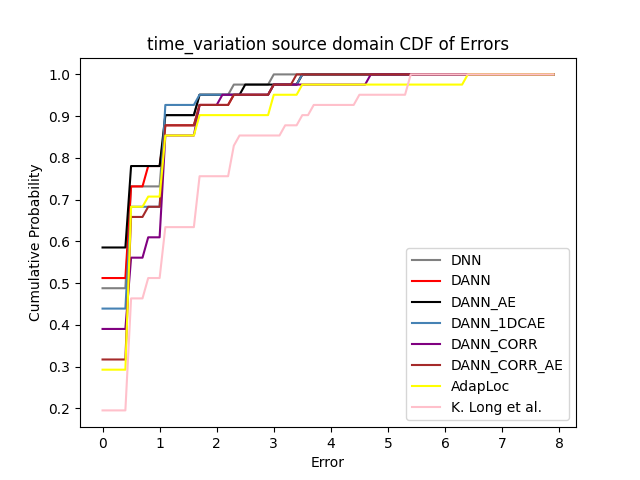 time_variation source domain CDF of Errors
Cumulative Probability
1.0
0.9
0.8
0.7
0.6
0.5
0.4
0.3
0.2
DNN
DANN
DANN_AE
DANN_1DCAE
DANN_CORR
DANN_CORR_AE
AdapLoc
K. Long et al.
0 1 2 3 4 5 6 7 8
Error